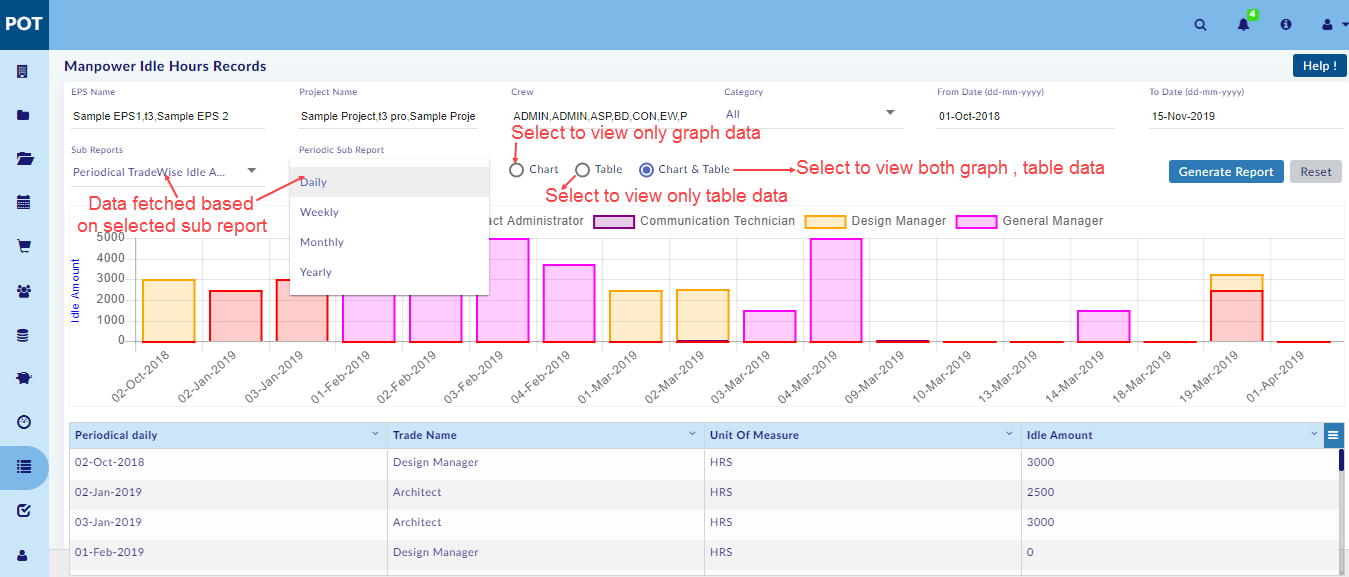 POT
4
Manpower Idle Hours Records
Help !
EPS Name
Project Name
Crew
Category
From Date (dd-mm-yyyy)
To Date (dd-mm-yyyy)
Sample EPS1,t3,Sample EPS 2
Sample Project,t3 pro,Sample Proje
ADMIN,ADMIN,ASP,BD,CON,EW,P
All
01-Oct-2018
15-Nov-2019
Select to view only graph data
Sub Reports
Periodic Sub Report
Periodical TradeWise Idle A...
Chart
Table
Chart & Table
Select to view both graph , table data
Generate Report
Reset
Daily
Weekly
Monthly
Yearly
Select to view only table data
Data fetched based
on selected sub report
act Administrator
Communication Technician
Design Manager
General Manager
Idle Amount
5000
4000
3000
2000
1000
0
02-Oct-2018
02-Jan-2019
03-Jan-2019
01-Feb-2019
02-Feb-2019
03-Feb-2019
04-Feb-2019
01-Mar-2019
02-Mar-2019
03-Mar-2019
04-Mar-2019
09-Mar-2019
10-Mar-2019
13-Mar-2019
14-Mar-2019
18-Mar-2019
19-Mar-2019
01-Apr-2019
Periodical daily
Trade Name
Unit Of Measure
Idle Amount
02-Oct-2018
Design Manager
HRS
3000
02-Jan-2019
Architect
HRS
2500
03-Jan-2019
Architect
HRS
3000
01-Feb-2019
Design Manager
HRS
0